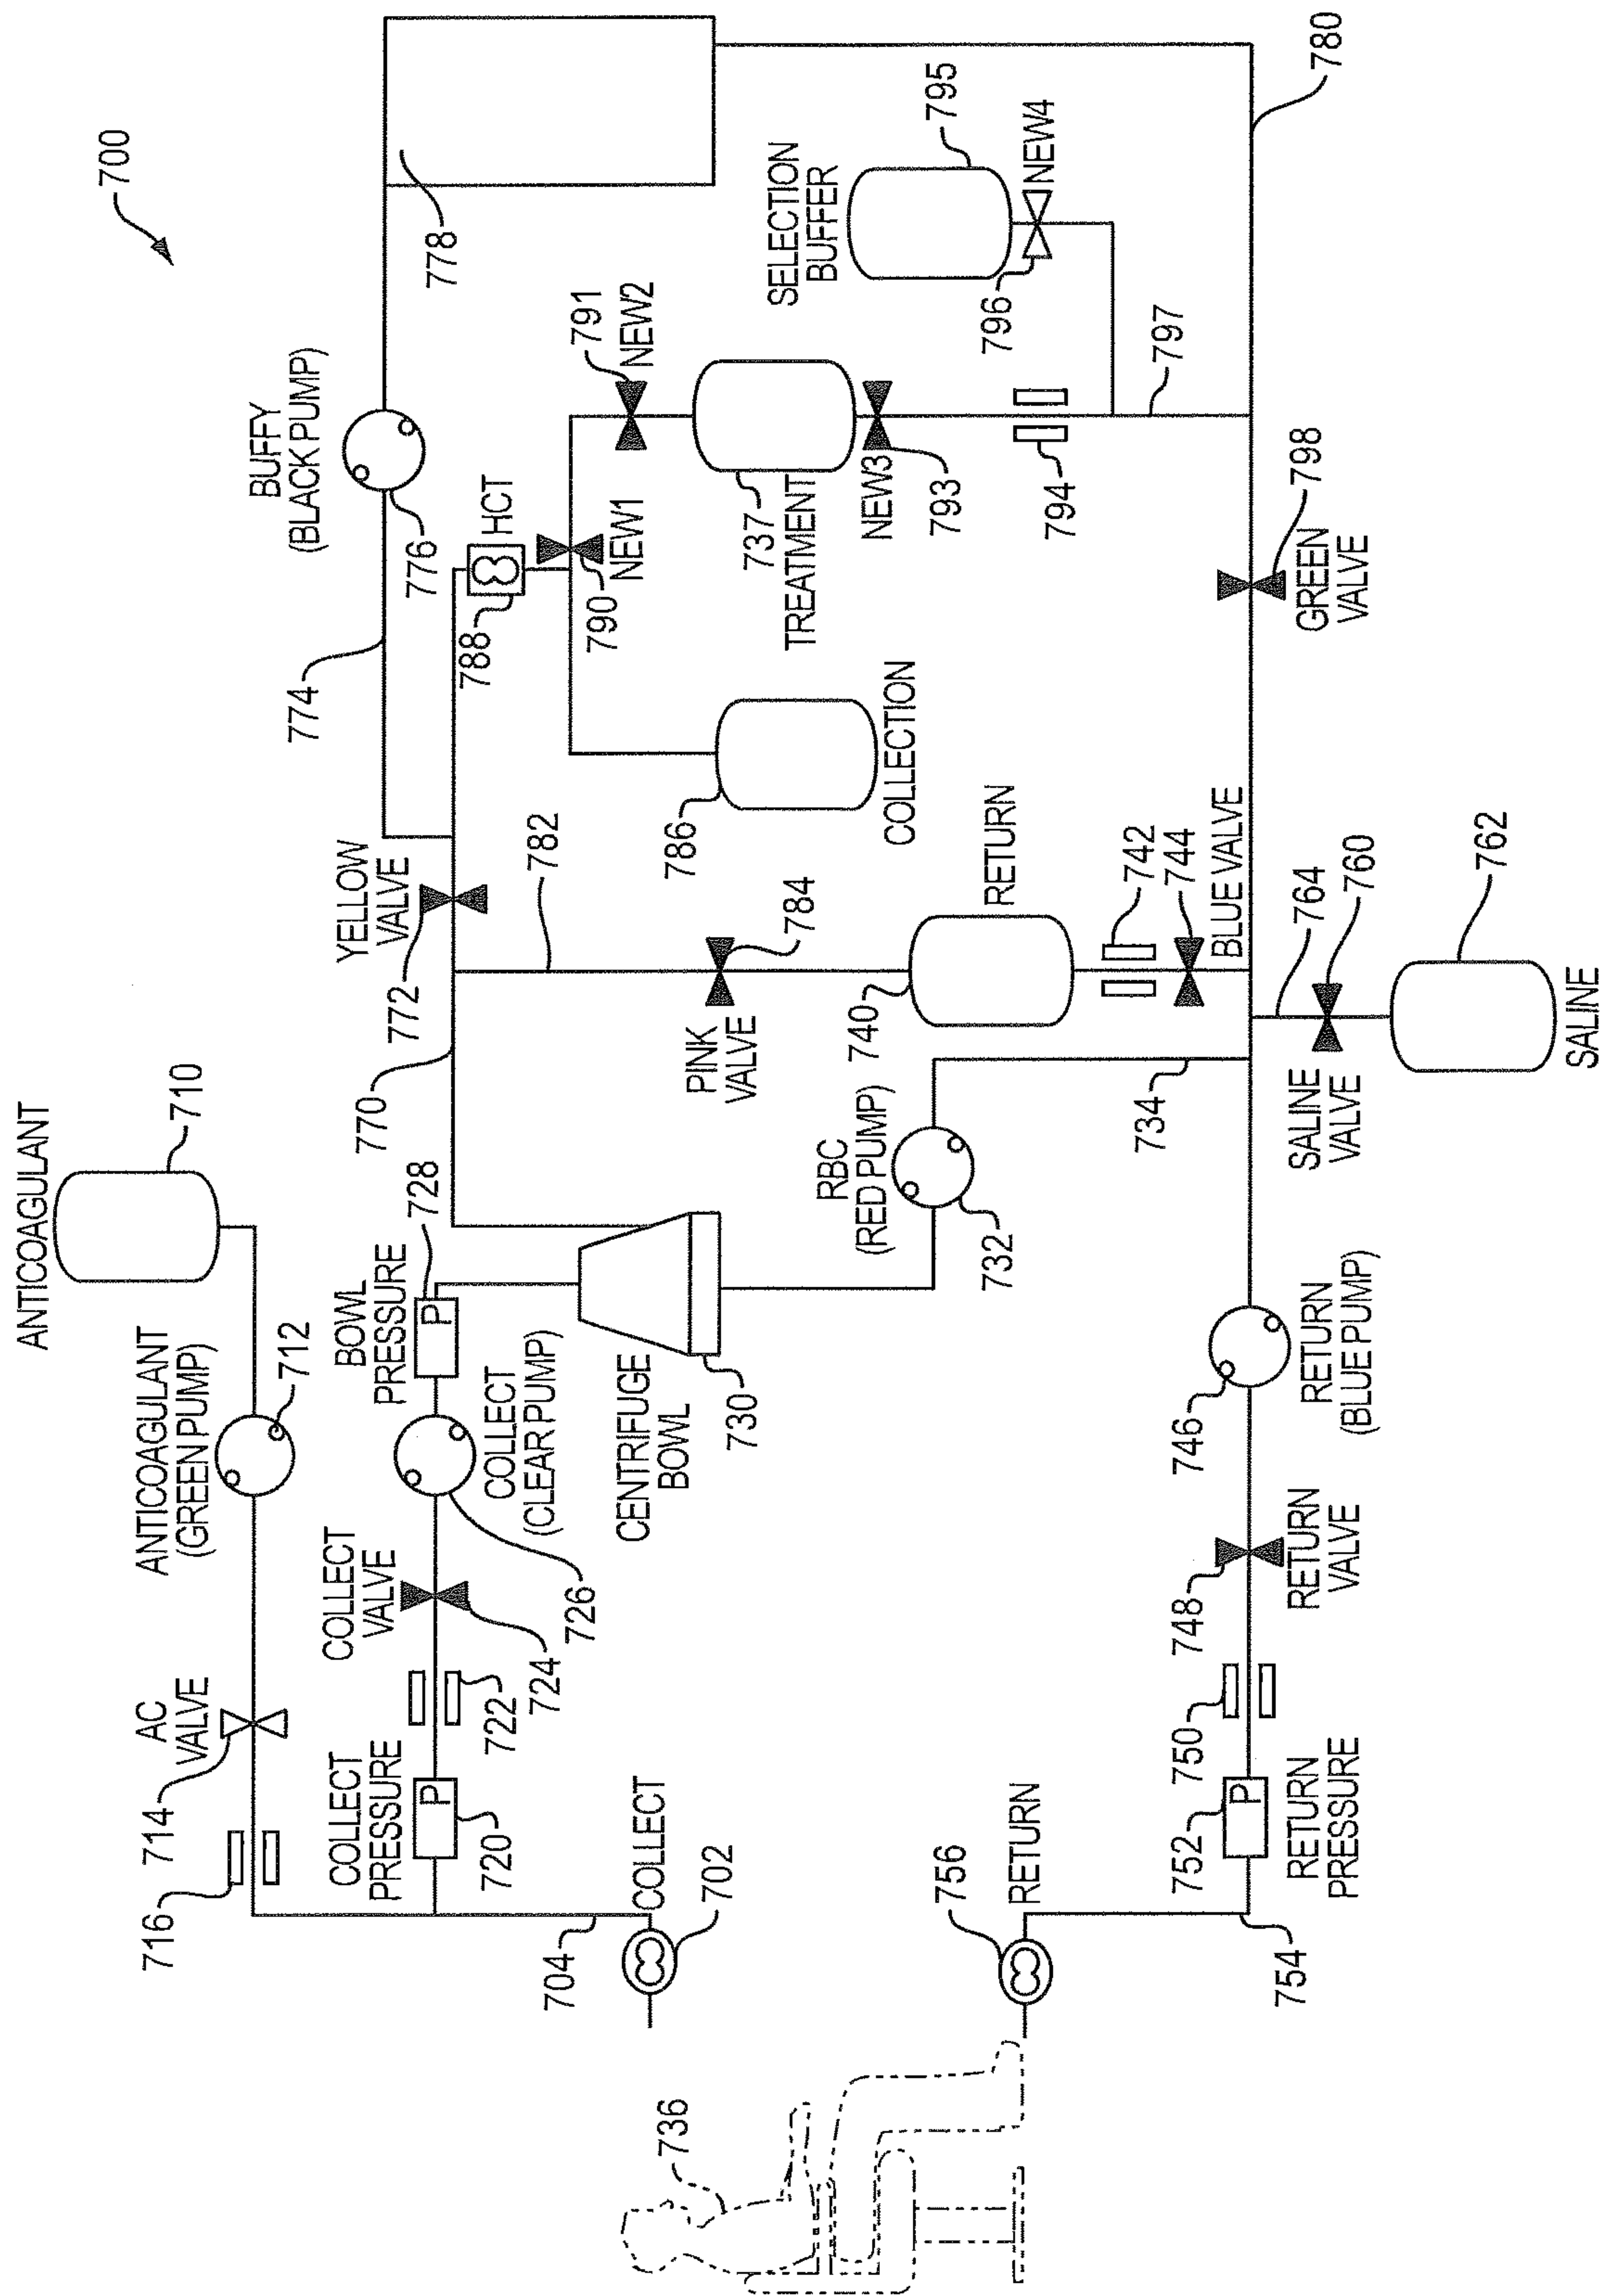 700
ANTICOAGULANT
710
ANTICOAGULANT
(GREEN PUMP)
712
AC
VALVE
714
716
COLLECT
PRESSURE
P
720
722
COLLECT
VALVE
724
COLLECT
(CLEAR PUMP)
726
BOWL
PRESSURE
P
728
CENTRIFUGE
BOWL
730
704
COLLECT
702
736
770
YELLOW
VALVE
772
774
BUFFY
(BLACK PUMP)
776
778
780
782
PINK
VALVE
784
RETURN
740
742
744
BLUE VALVE
RBC
(RED PUMP)
732
734
786
COLLECTION
HCT
788
790
NEW1
791
NEW2
737
TREATMENT
NEW3
793
794
SELECTION
BUFFER
795
796
NEW4
797
798
GREEN
VALVE
764
760
762
SALINE
SALINE
VALVE
746
RETURN
(BLUE PUMP)
748
RETURN
VALVE
750
752
P
RETURN
PRESSURE
754
756
RETURN